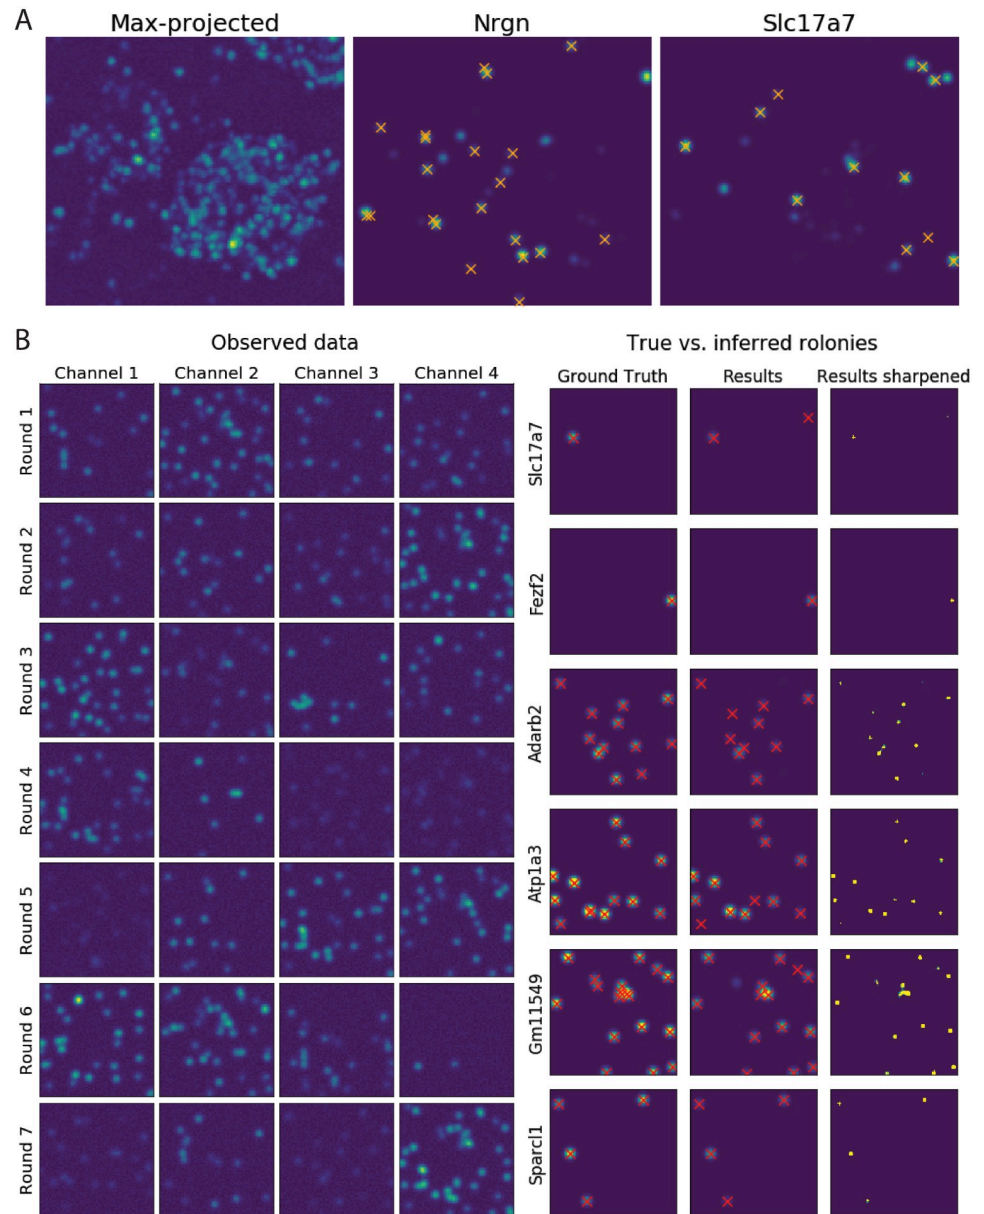 A
Max-projected
Nrgn
Slc17a7
B
Observed data
True vs. inferred rolonies
Channel 1
Channel 2
Channel 3
Channel 4
Ground Truth
Results
Results sharpened
Round 1
Round 2
Round 3
Round 4
Round 5
Round 6
Round 7
Slc17a7
Fezf2
Adarb2
Atp1a3
Gm11549
Sparcl1